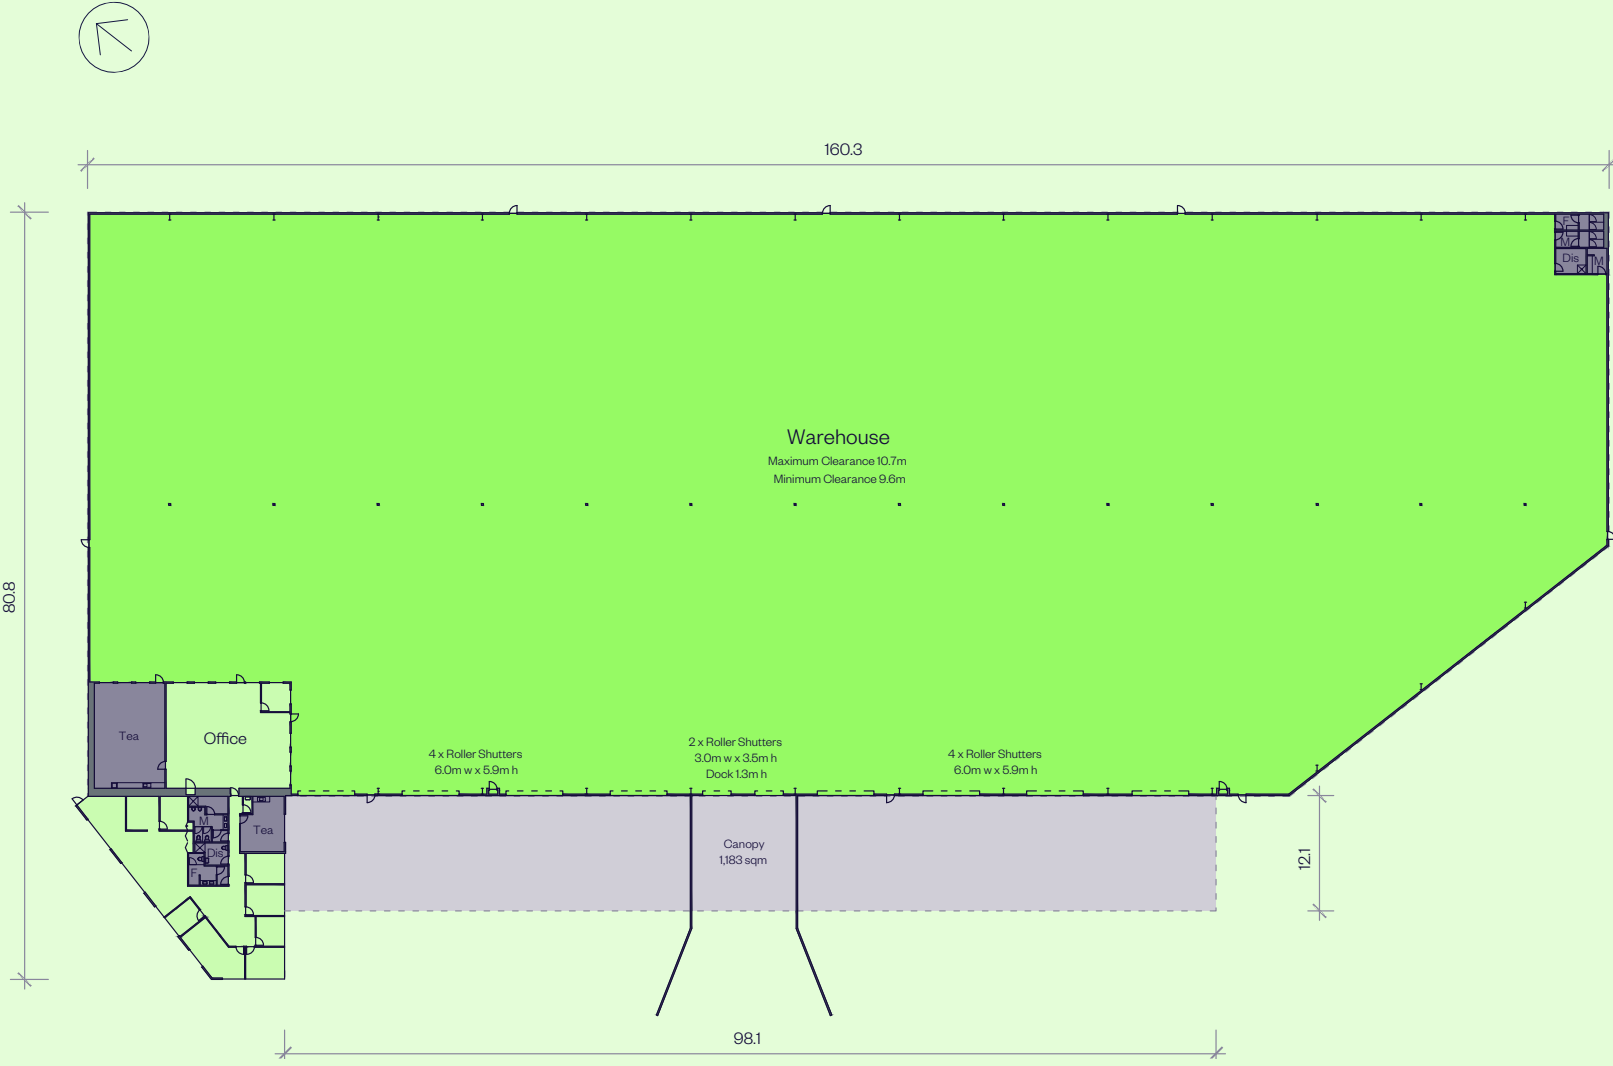 160.3
F
M
Dis
M
Warehouse
Maximum Clearance 10.7m
Minimum Clearance 9.6m
80.8
Tea
Office
4 x Roller Shutters
6.0m w x 5.9m h
2 x Roller Shutters
3.0m w x 3.5m h
Dock 1.3m h
4 x Roller Shutters
6.0m w x 5.9m h
M
Tea
Dis
F
Canopy
1,183 sqm
12.1
98.1